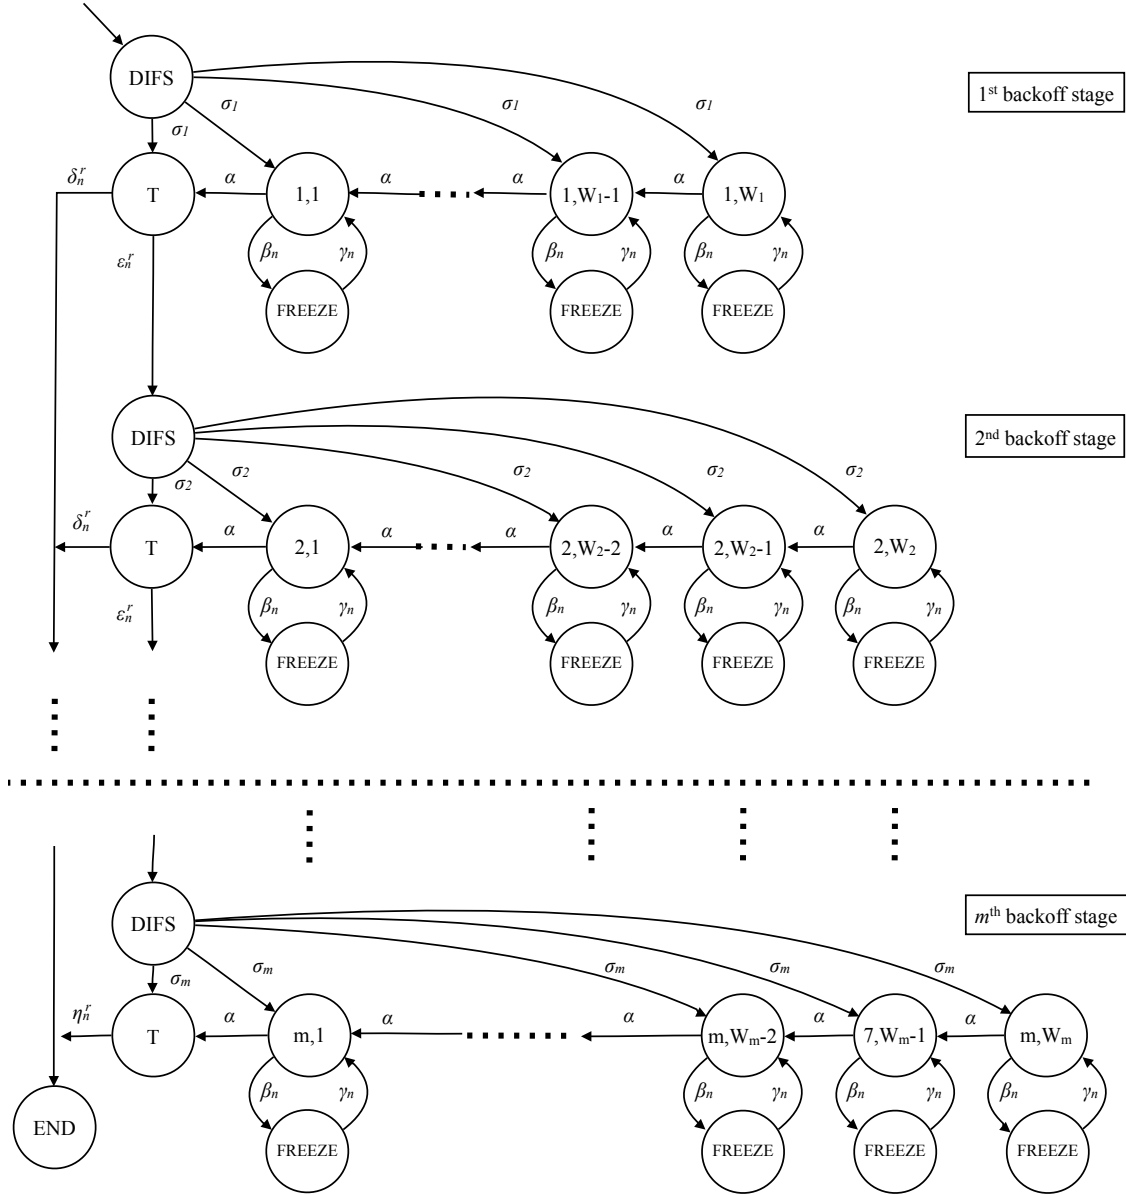 DIFS
1st backoff stage
σ1 σ1 σ1 σ1
δnr T α 1,1 α α 1,W1-1 α 1,W1
εnr βn γn βn γn βn γn
FREEZE FREEZE FREEZE
DIFS
2nd backoff stage
σ2 σ2 σ2 σ2 σ2
δnr T α 2,1 α α 2,W2-2 α 2,W2-1 α 2,W2
εnr βn γn βn γn βn γn βn γn
FREEZE FREEZE FREEZE FREEZE
DIFS
mth backoff stage
σm σm σm σm σm
ηnr T α m,1 α α m,Wm-2 α 7,Wm-1 α m,Wm
βn γn βn γn βn γn βn γn
END FREEZE FREEZE FREEZE FREEZE